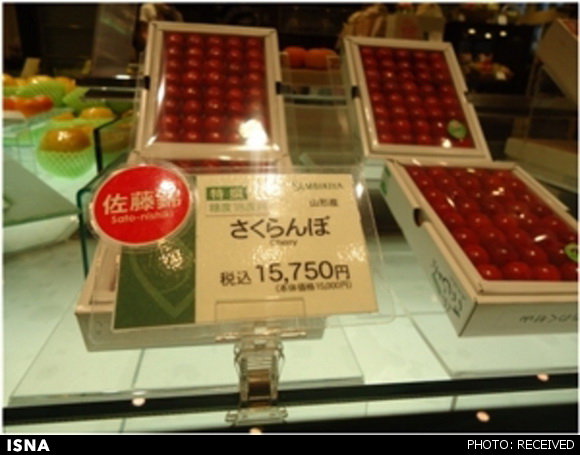 佐藤錦
Sato-nishiki
特選
SEMBIKIYA
山形産
さくらんぼ
Cherry
税込 15,750円
(本体価格15,000円)
ISNA
PHOTO: RECEIVED